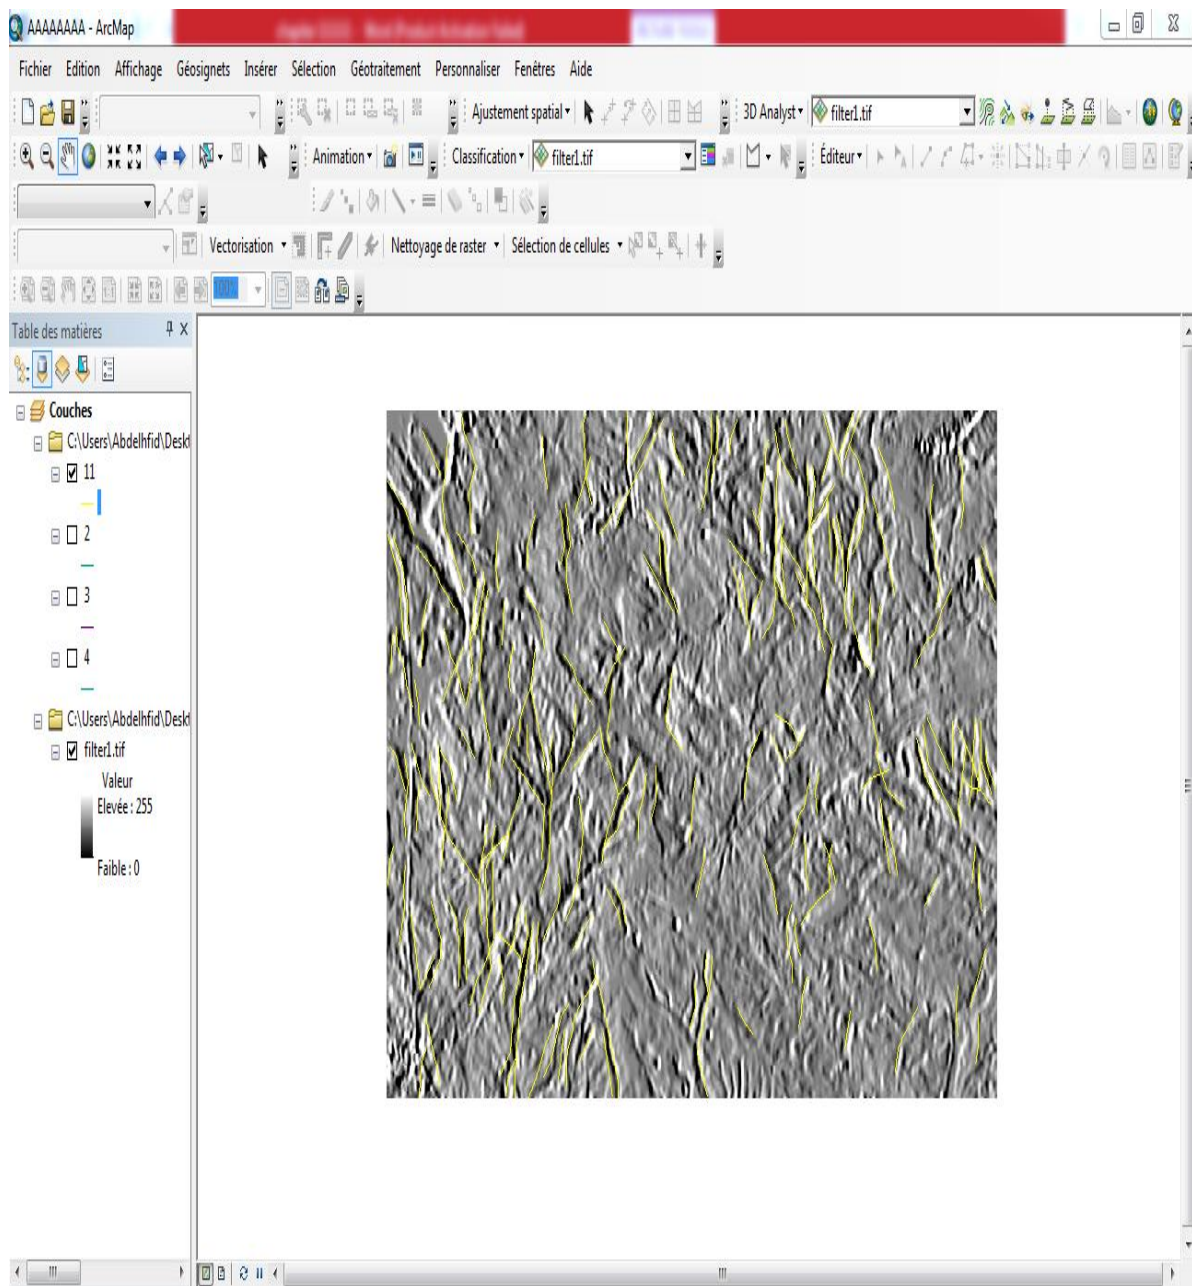 AAAAAAAA - ArcMap
Fichier Edition Affichage Géosignets Insérer Sélection Géotraitement Personnaliser Fenêtres Aide
Ajustement spatial 3D Analyst filter1.tif
Animation Classification filter1.tif Éditeur
Vectorisation Nettoyage de raster Sélection de cellules
100%
Table des matières
Couches
C:\Users\Abdelhfid\Deskt
11
2
3
4
C:\Users\Abdelhfid\Deskt
filter1.tif
Valeur
Elevée : 255
Faible : 0